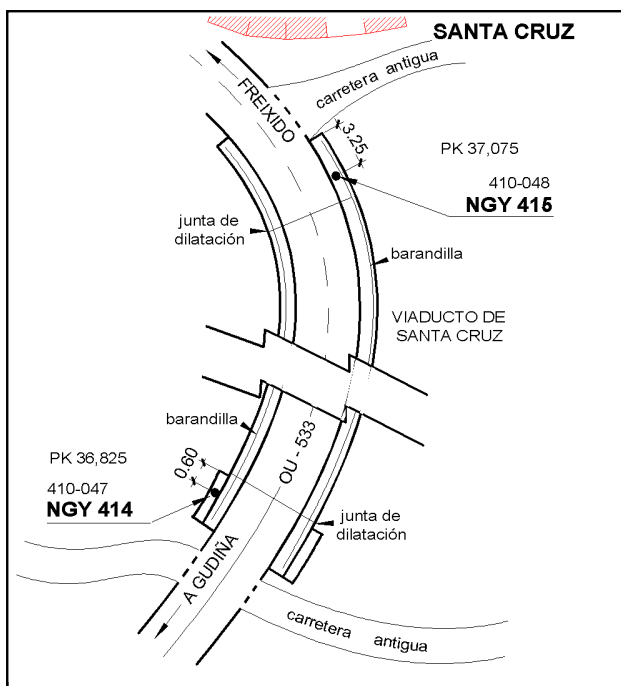 SANTA CRUZ
FREIXIDO
carretera antigua
3.25
PK 37,075
410-048
NGY 415
junta de
dilatación
barandilla
VIADUCTO DE
SANTA CRUZ
barandilla
OU - 533
0.60
PK 36,825
410-047
NGY 414
junta de
dilatación
A GUDIÑA
carretera antigua